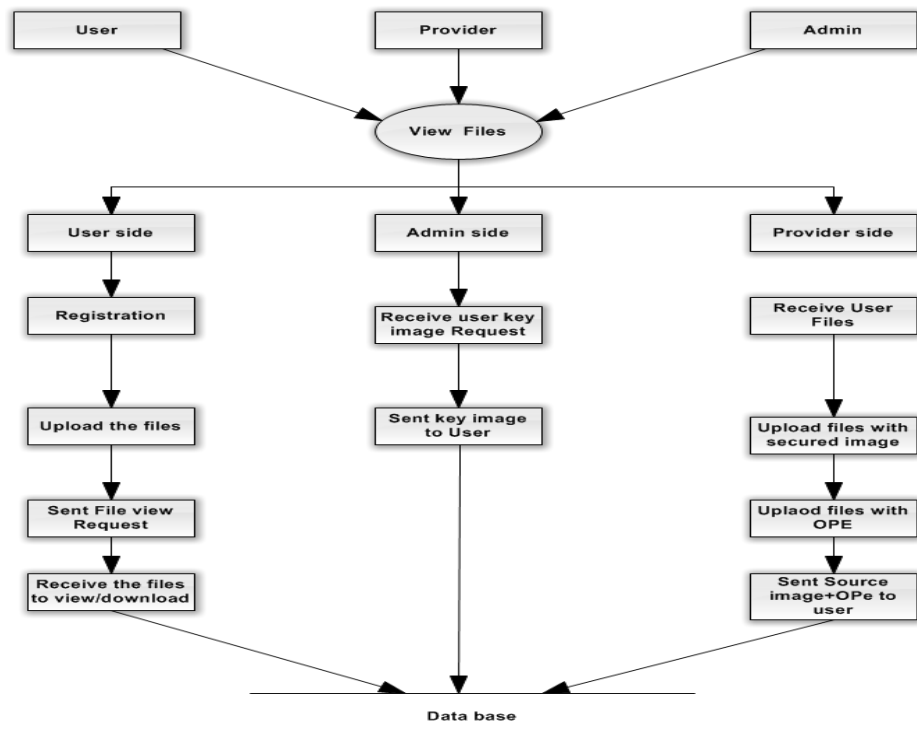 User
Provider
Admin
View Files
User side
Admin side
Provider side
Registration
Receive user key
image Request
Receive User
Files
Upload the files
Sent key image
to User
Upload files with
secured image
Sent File view
Request
Uplaod files with
OPE
Receive the files
to view/download
Sent Source
image+OPe to
user
Data base